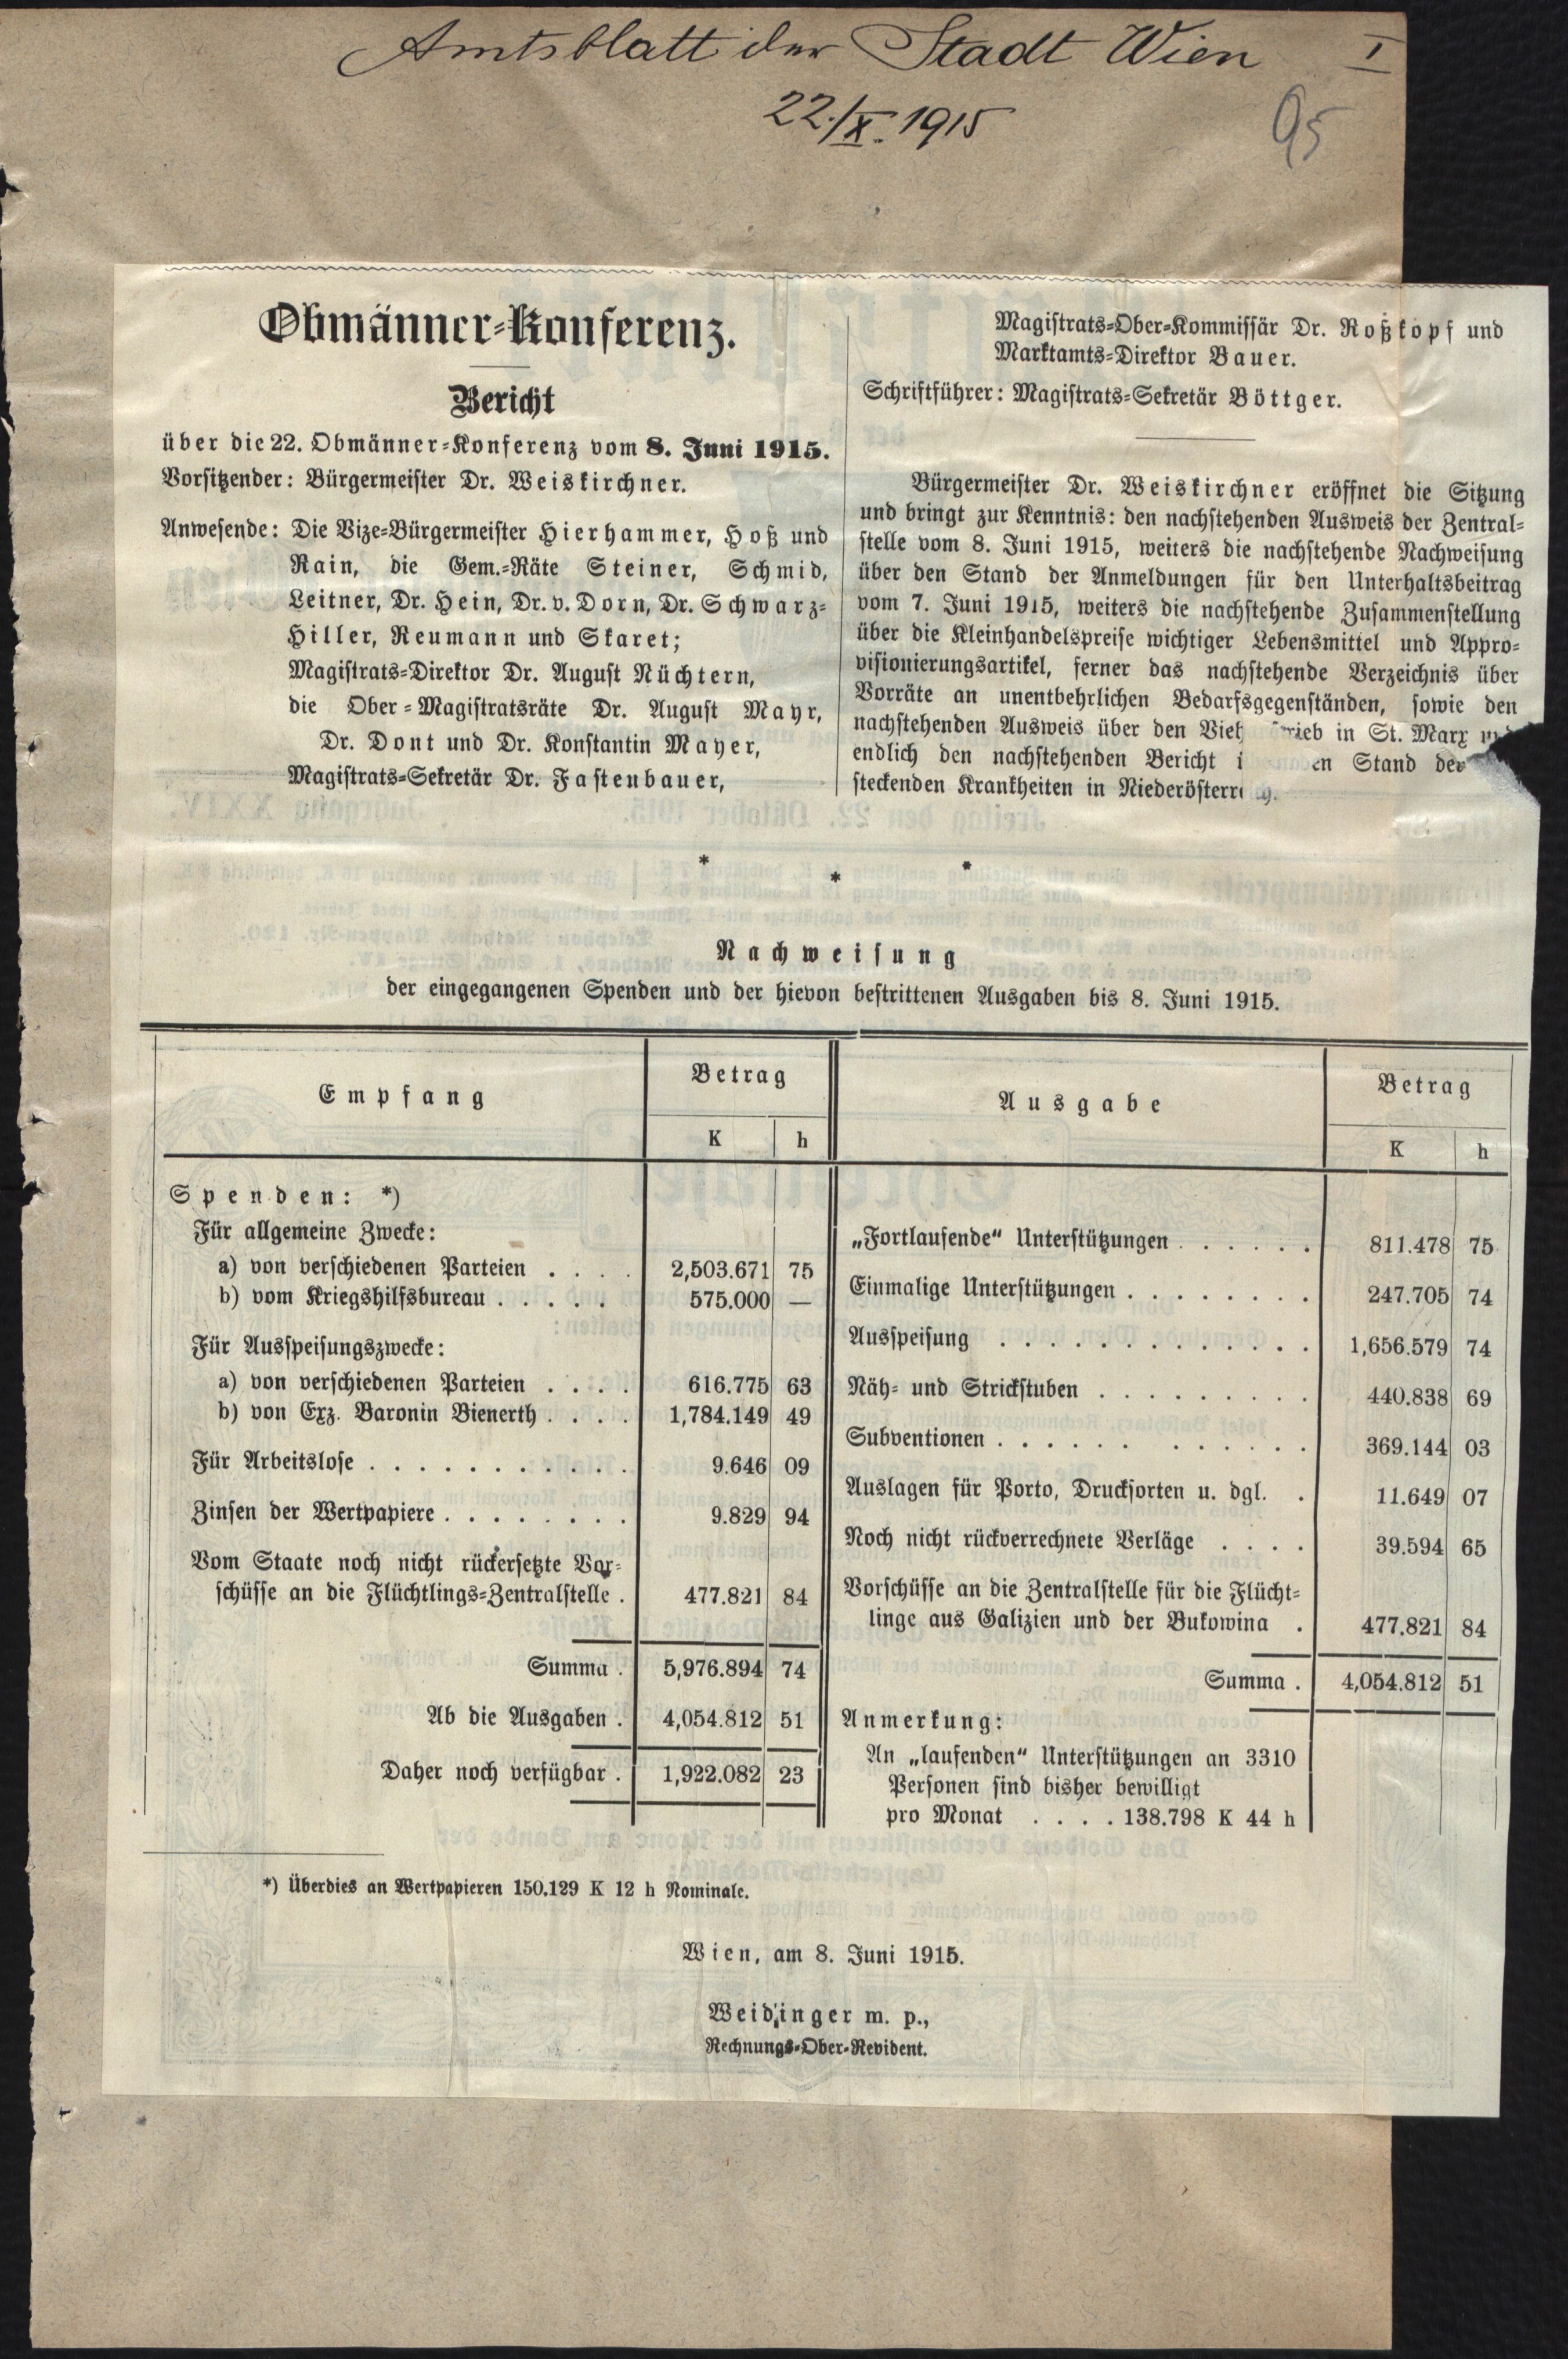 Amtsblatt der Stadt Wien I
22./X. 1915
95
Obmänner-Konferenz.
Bericht
über die 22. Obmänner-Konferenz vom 8. Juni 1915.
Vorsitzender: Bürgermeister Dr. Weiskirchner.
Anwesende: Die Vize-Bürgermeister Hierhammer, Hoß und
Rain, die Gem.-Räte Steiner, Schmid,
Leitner, Dr. Hein, Dr. v. Dorn, Dr. Schwarz-
Hiller, Reumann und Skaret;
Magistrats-Direktor Dr. August Nüchtern,
die Ober-Magistratsräte Dr. August Mayr,
Dr. Dont und Dr. Konstantin Mayer,
Magistrats-Sekretär Dr. Fastenbauer,
Magistrats-Ober-Kommissär Dr. Roßkopf und
Marktamts-Direktor Bauer.
Schriftführer: Magistrats-Sekretär Böttger.
Bürgermeister Dr. Weiskirchner eröffnet die Sitzung
und bringt zur Kenntnis: den nachstehenden Ausweis der Zentral-
stelle vom 8. Juni 1915, weiters die nachstehende Nachweisung
über den Stand der Anmeldungen für den Unterhaltsbeitrag
vom 7. Juni 1915, weiters die nachstehende Zusammenstellung
über die Kleinhandelspreise wichtiger Lebensmittel und Appro-
visionierungsartikel, ferner das nachstehende Verzeichnis über
Vorräte an unentbehrlichen Bedarfsgegenständen, sowie den
nachstehenden Ausweis über den in St. Marx
endlich den nachstehenden Bericht Stand der
steckenden Krankheiten in
* * *
Nachweisung
der eingegangenen Spenden und der hievon bestrittenen Ausgaben bis 8. Juni 1915.
Empfang Betrag
K h
Spenden: *)
Für allgemeine Zwecke:
a) von verschiedenen Parteien . . . . 2,503.671 75
b) vom Kriegshilfsbureau . . . . . 575.000 —
Für Ausspeisungszwecke:
a) von verschiedenen Parteien . . . . 616.775 63
b) von Exz. Baronin Bienerth . . . . 1,784.149 49
Für Arbeitslose . . . . . . . . . . . 9.646 09
Zinsen der Wertpapiere . . . . . . . . 9.829 94
Vom Staate noch nicht rückersetzte Vor-
schüsse an die Flüchtlings-Zentralstelle . 477.821 84
Summa . 5,976.894 74
Ab die Ausgaben . 4,054.812 51
Daher noch verfügbar . 1,922.082 23
Ausgabe Betrag
K h
„Fortlaufende" Unterstützungen . . . . . . 811.478 75
Einmalige Unterstützungen . . . . . . . . 247.705 74
Ausspeisung . . . . . . . . . . . . . 1,656.579 74
Näh- und Strickstuben . . . . . . . . . 440.838 69
Subventionen . . . . . . . . . . . . 369.144 03
Auslagen für Porto, Drucksorten u. dgl. . 11.649 07
Noch nicht rückverrechnete Verläge . . . . 39.594 65
Vorschüsse an die Zentralstelle für die Flücht-
linge aus Galizien und der Bukowina . 477.821 84
Summa . 4,054.812 51
Anmerkung:
An „laufenden" Unterstützungen an 3310
Personen sind bisher bewilligt
pro Monat . . . . 138.798 K 44 h
*) Überdies an Wertpapieren 150.129 K 12 h Nominale.
Wien, am 8. Juni 1915.
Weidinger m. p.,
Rechnungs-Ober-Revident.